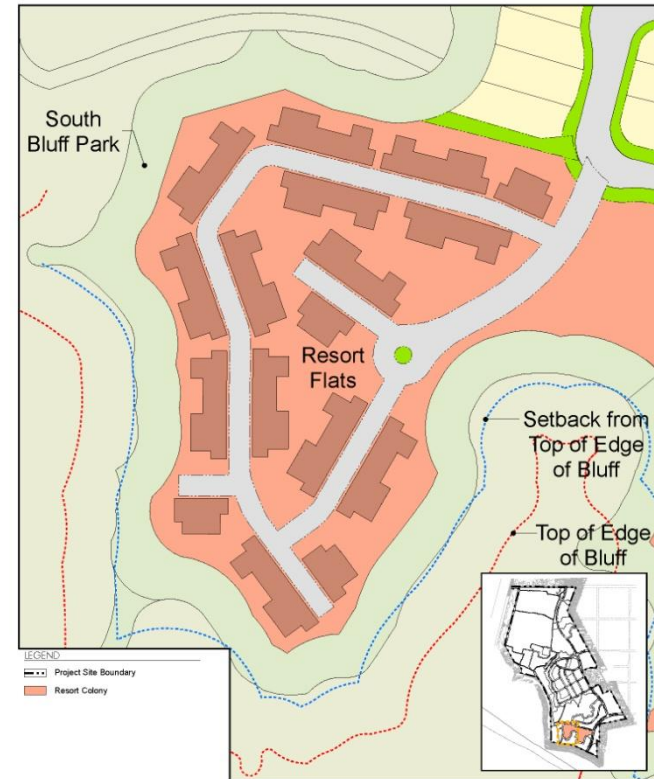 South
Bluff Park
Resort
Flats
Setback from
Top of Edge
of Bluff
Top of Edge
of Bluff
LEGEND
Project Site Boundary
Resort Colony